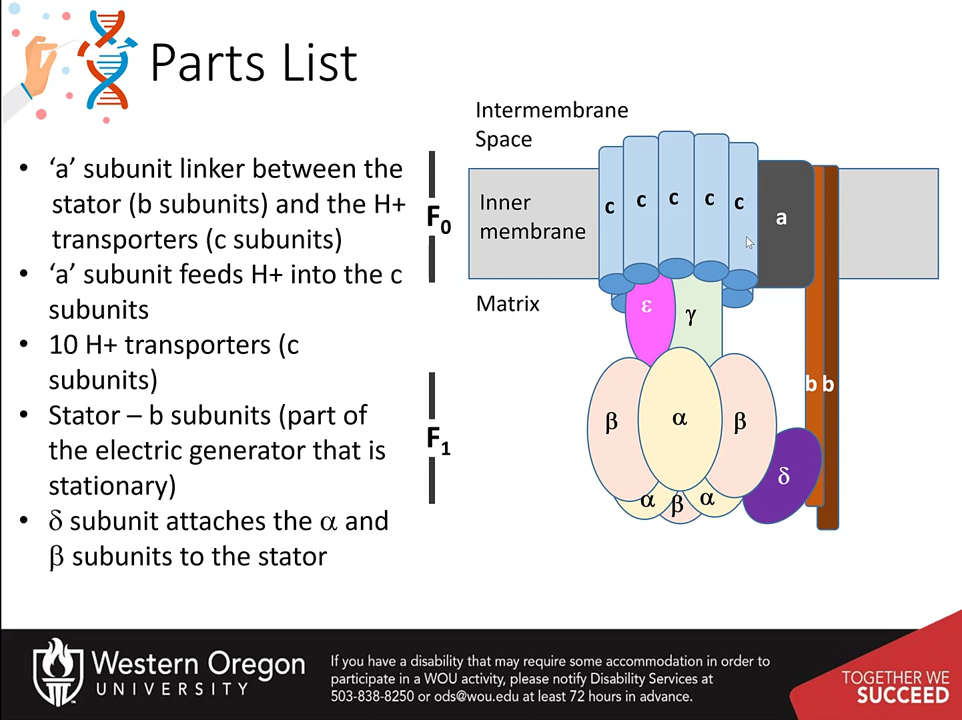 Parts List
• ‘a’ subunit linker between the
stator (b subunits) and the H+
transporters (c subunits)
• ‘a’ subunit feeds H+ into the c
subunits
• 10 H+ transporters (c
subunits)
• Stator – b subunits (part of
the electric generator that is
stationary)
• δ subunit attaches the α and
β subunits to the stator
F₀
F₁
Intermembrane
Space
Inner
membrane
Matrix
c c c c c
a
ε γ
b b
β α β
δ
α β α
Western Oregon
UNIVERSITY
If you have a disability that may require some accommodation in order to
participate in a WOU activity, please notify Disability Services at
503-838-8250 or ods@wou.edu at least 72 hours in advance.
TOGETHER WE
SUCCEED